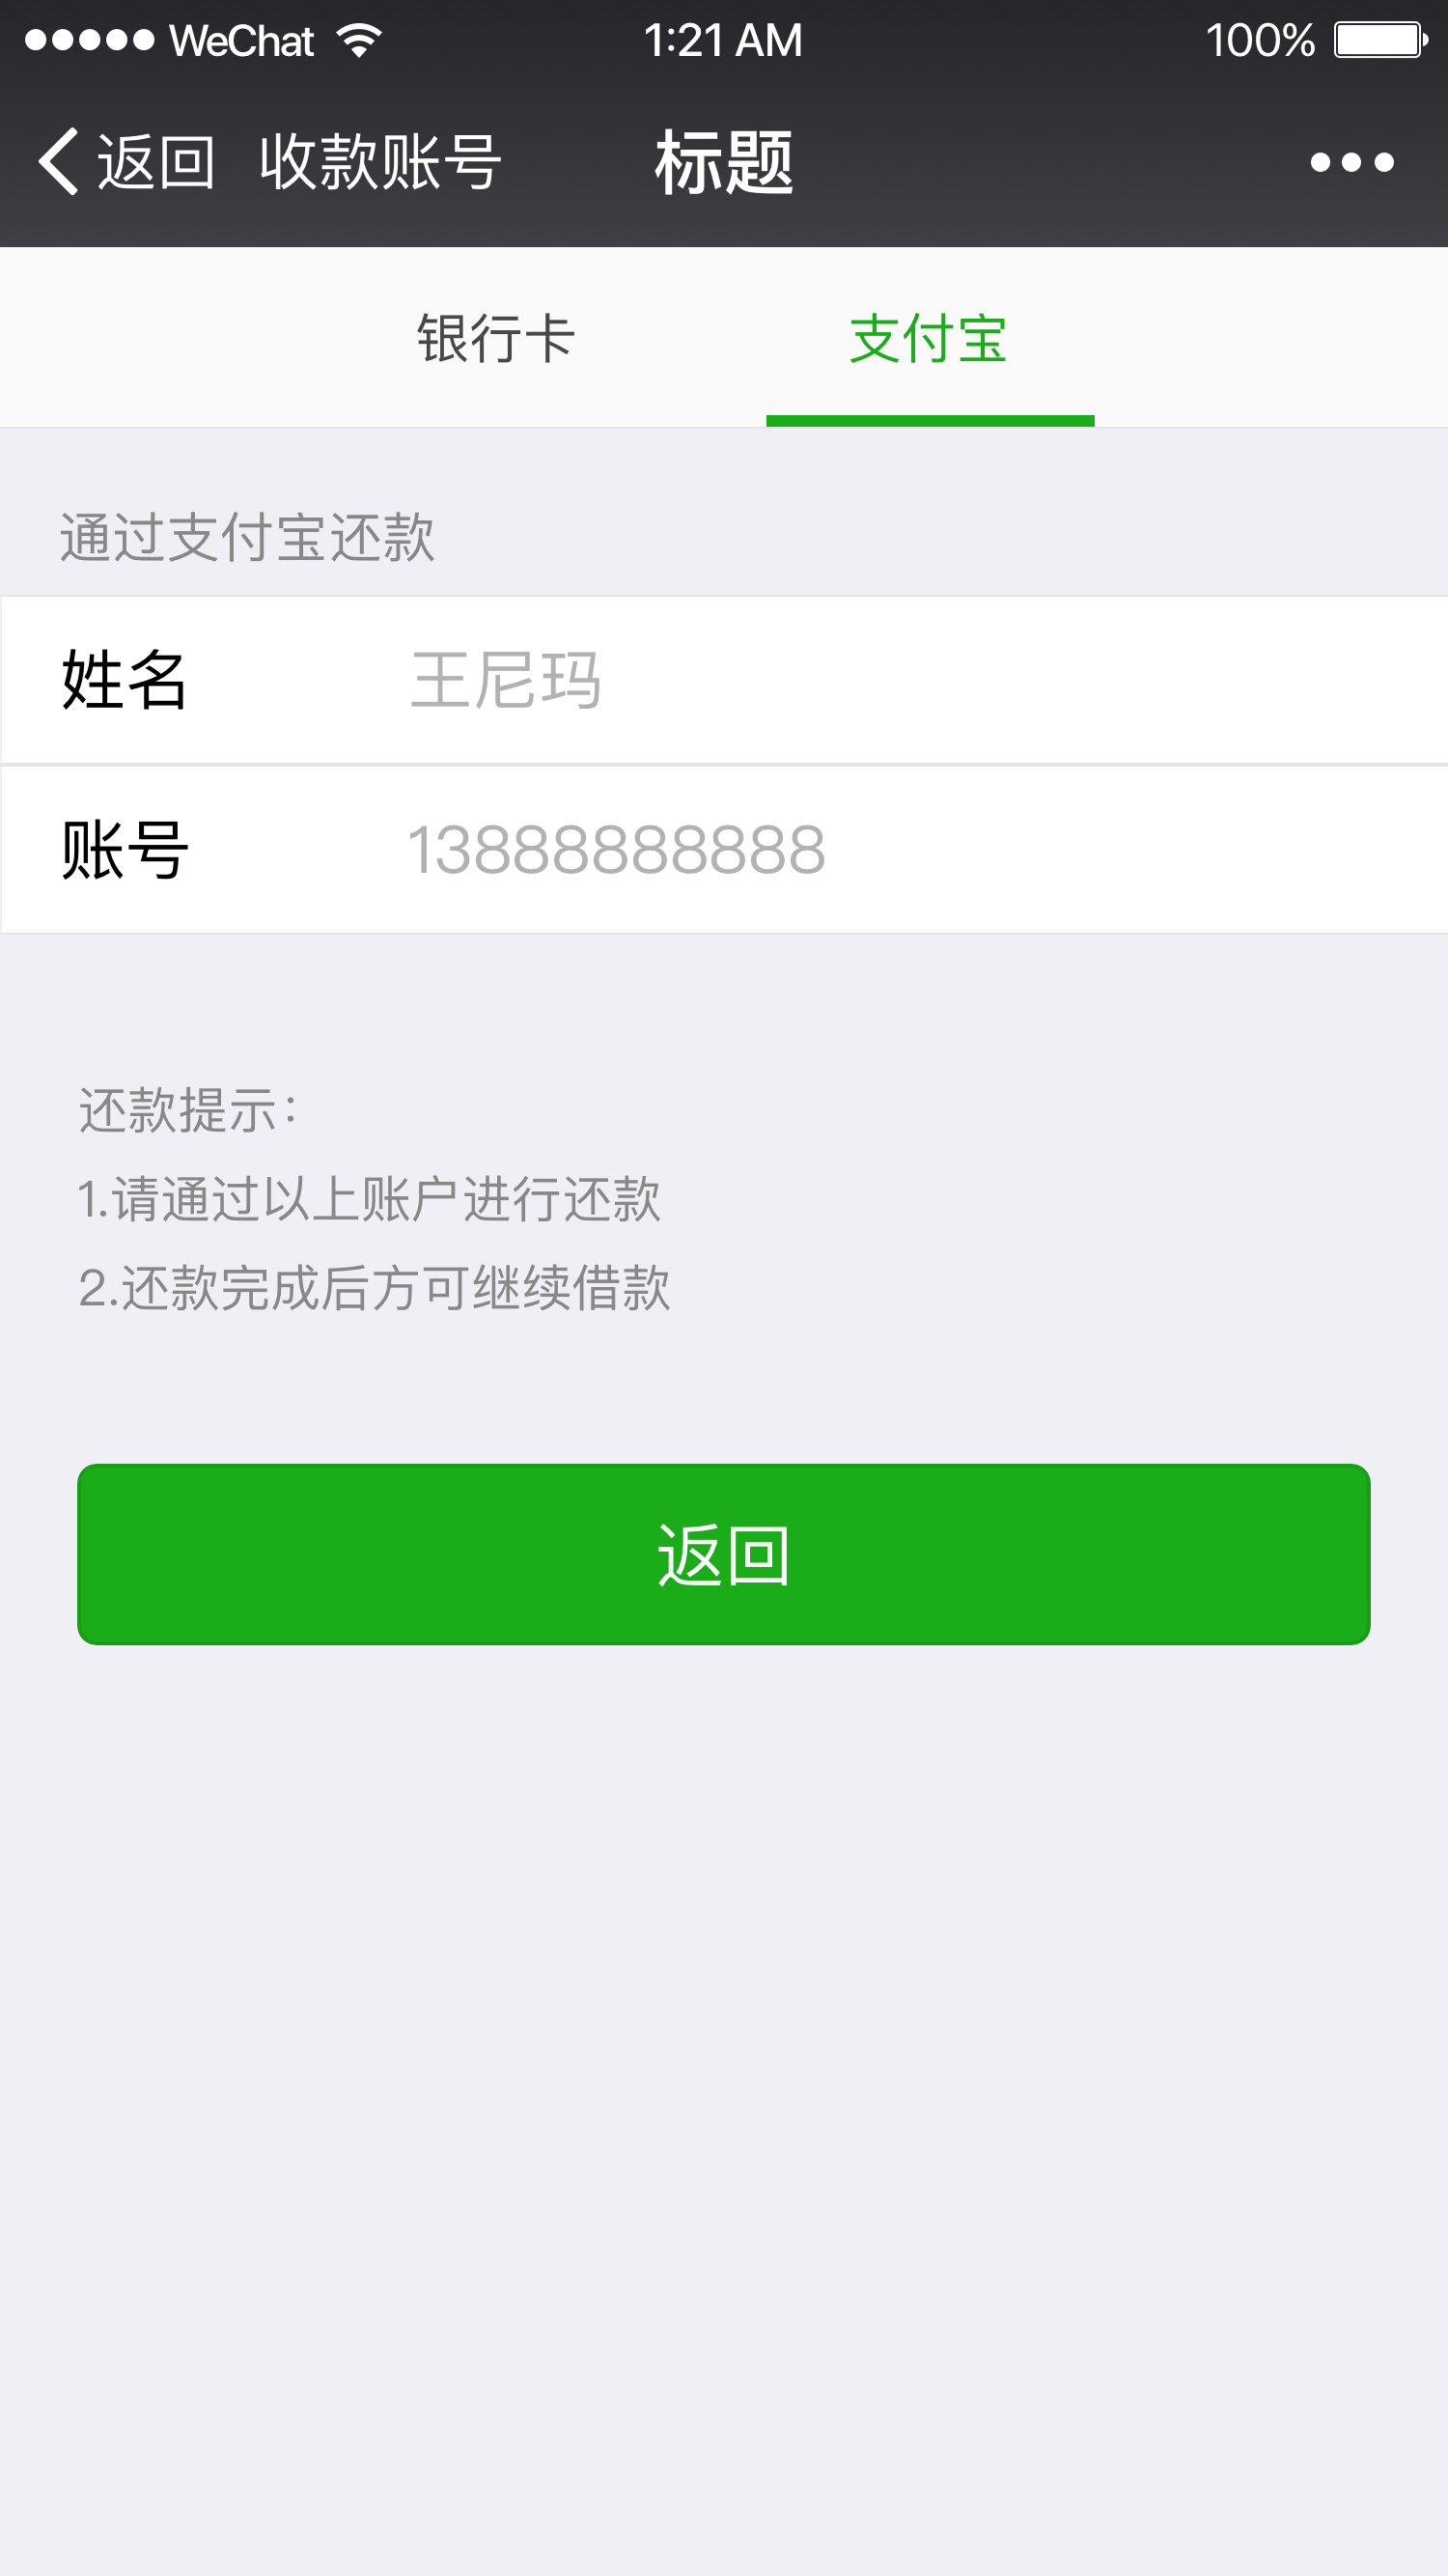 WeChat 1:21 AM 100%
返回 收款账号 标题
银行卡 支付宝
通过支付宝还款
姓名 王尼玛
账号 13888888888
还款提示：
1.请通过以上账户进行还款
2.还款完成后方可继续借款
返回